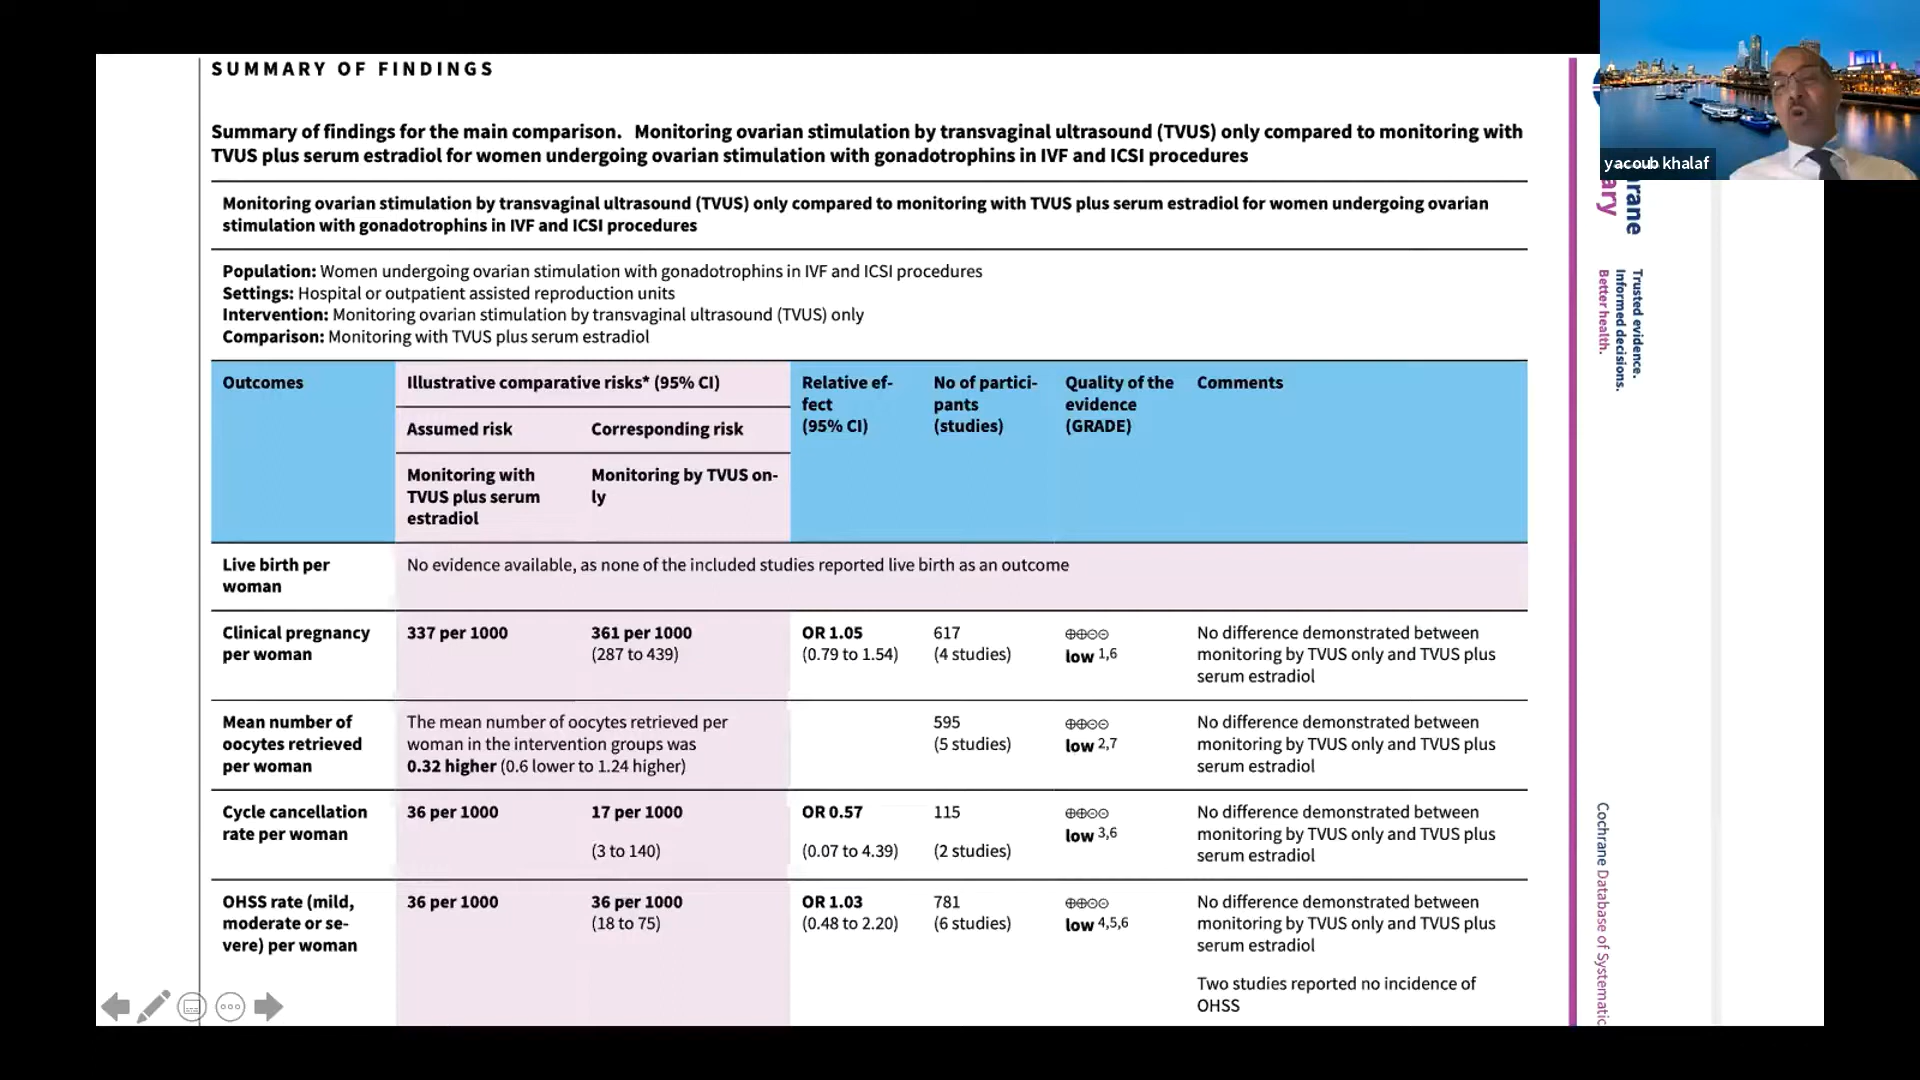 SUMMARY OF FINDINGS
Summary of findings for the main comparison. Monitoring ovarian stimulation by transvaginal ultrasound (TVUS) only compared to monitoring with
TVUS plus serum estradiol for women undergoing ovarian stimulation with gonadotrophins in IVF and ICSI procedures
Monitoring ovarian stimulation by transvaginal ultrasound (TVUS) only compared to monitoring with TVUS plus serum estradiol for women undergoing ovarian
stimulation with gonadotrophins in IVF and ICSI procedures
Population: Women undergoing ovarian stimulation with gonadotrophins in IVF and ICSI procedures
Settings: Hospital or outpatient assisted reproduction units
Intervention: Monitoring ovarian stimulation by transvaginal ultrasound (TVUS) only
Comparison: Monitoring with TVUS plus serum estradiol
Outcomes
Illustrative comparative risks* (95% CI)
Assumed risk
Corresponding risk
Monitoring with
TVUS plus serum
estradiol
Monitoring by TVUS on-
ly
Relative ef-
fect
(95% CI)
No of partici-
pants
(studies)
Quality of the
evidence
(GRADE)
Comments
Live birth per
woman
No evidence available, as none of the included studies reported live birth as an outcome
Clinical pregnancy
per woman
337 per 1000
361 per 1000
(287 to 439)
OR 1.05
(0.79 to 1.54)
617
(4 studies)
⊕⊕⊝⊝
low 1,6
No difference demonstrated between
monitoring by TVUS only and TVUS plus
serum estradiol
Mean number of
oocytes retrieved
per woman
The mean number of oocytes retrieved per
woman in the intervention groups was
0.32 higher (0.6 lower to 1.24 higher)
595
(5 studies)
⊕⊕⊝⊝
low 2,7
No difference demonstrated between
monitoring by TVUS only and TVUS plus
serum estradiol
Cycle cancellation
rate per woman
36 per 1000
17 per 1000
(3 to 140)
OR 0.57
(0.07 to 4.39)
115
(2 studies)
⊕⊕⊝⊝
low 3,6
No difference demonstrated between
monitoring by TVUS only and TVUS plus
serum estradiol
OHSS rate (mild,
moderate or se-
vere) per woman
36 per 1000
36 per 1000
(18 to 75)
OR 1.03
(0.48 to 2.20)
781
(6 studies)
⊕⊕⊝⊝
low 4,5,6
No difference demonstrated between
monitoring by TVUS only and TVUS plus
serum estradiol
Two studies reported no incidence of
OHSS
yacoub khalaf
Trusted evidence.
Informed decisions.
Better health.
Cochrane Database of Systematic